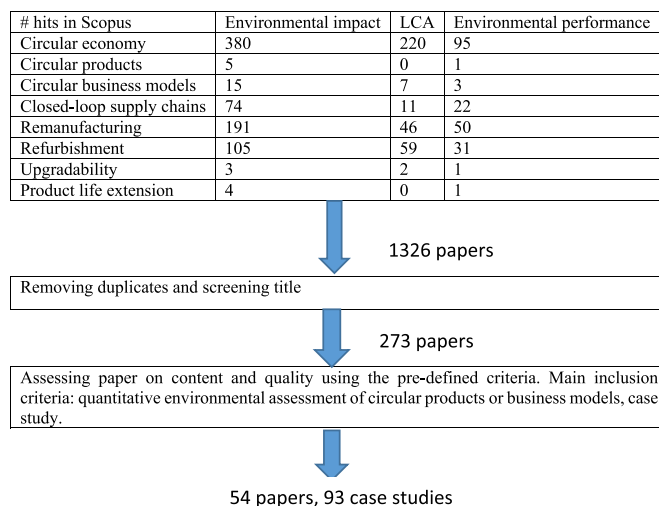 # hits in Scopus Environmental impact LCA Environmental performance
Circular economy 380 220 95
Circular products 5 0 1
Circular business models 15 7 3
Closed-loop supply chains 74 11 22
Remanufacturing 191 46 50
Refurbishment 105 59 31
Upgradability 3 2 1
Product life extension 4 0 1
1326 papers
Removing duplicates and screening title
273 papers
Assessing paper on content and quality using the pre-defined criteria. Main inclusion
criteria: quantitative environmental assessment of circular products or business models, case
study.
54 papers, 93 case studies